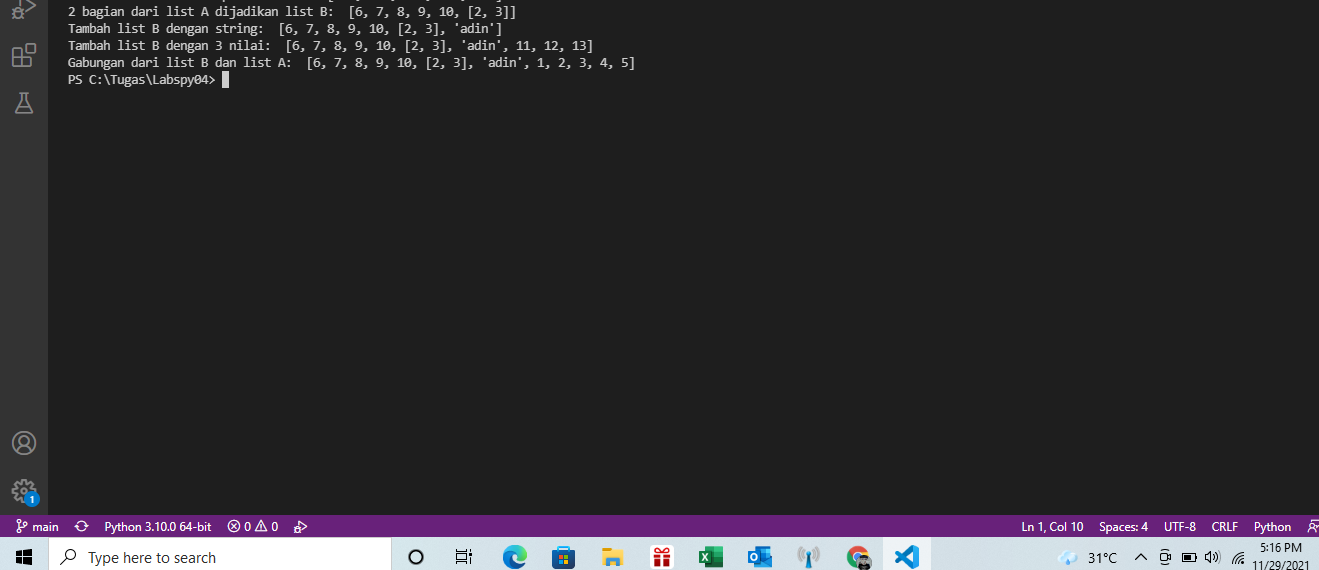 2 bagian dari list A dijadikan list B:  [6, 7, 8, 9, 10, [2, 3]]
Tambah list B dengan string:  [6, 7, 8, 9, 10, [2, 3], 'adin']
Tambah list B dengan 3 nilai:  [6, 7, 8, 9, 10, [2, 3], 'adin', 11, 12, 13]
Gabungan dari list B dan list A:  [6, 7, 8, 9, 10, [2, 3], 'adin', 1, 2, 3, 4, 5]
PS C:\Tugas\Labspy04>
1
main Python 3.10.0 64-bit 0 0 Ln 1, Col 10 Spaces: 4 UTF-8 CRLF Python
Type here to search 31°C 5:16 PM
11/29/2021